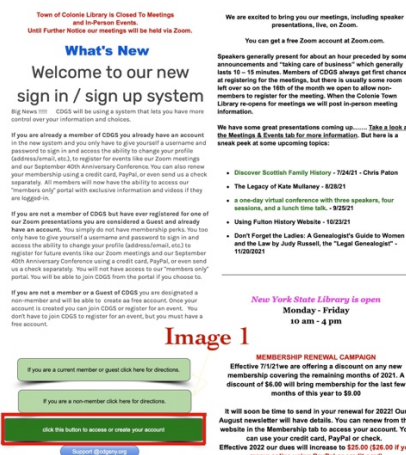 Town of Colonie Library is Closed To Meetings
and In-Person Events.
Until Further Notice our meetings will be held via Zoom.
What's New
Welcome to our new
sign in / sign up system
Big News !!!! CDGS will be using a system that lets you have more
control over your information and choices.
If you are already a member of CDGS you already have an account
in the new system and you only have to give yourself a username and
password to sign in and access the ability to change your profile
(address/email, etc.), to register for events like our Zoom meetings
and our September 40th Anniversary Conference. You can also renew
your membership using a credit card, PayPal, or even send us a check
separately. All members will now have the ability to access our
"members only" portal with exclusive information and videos if they
are logged-in.
If you are not a member of CDGS but have ever registered for one of
our Zoom presentations you are considered a Guest and already
have an account. You simply do not have membership perks. You too
only have to give yourself a username and password to sign in and
access the ability to change your profile (address/email, etc.) to
register for future events like our Zoom meetings and our September
40th Anniversary Conference using a credit card, PayPal, or even send
us a check separately. You will not have access to our "members only"
portal. You will be able to join CDGS from the portal if you choose to.
If you are not a member or a Guest of CDGS you are designated a
non-member and will be able to create as free account. Once your
account is created you can join CDGS or register for an event. You
don't have to join CDGS to register for an event, but you must have a
free account.
Image 1
If you are a current member or guest click here for directions.
If you are a non-member click here for directions.
click this button to access or create your account
Support @cdgsny.org
We are excited to bring you our meetings, including speaker
presentations, live, on Zoom.
You can get a free Zoom account at Zoom.com.
Speakers generally present for about an hour preceded by some
announcements and "taking care of business" which generally
lasts 10 – 15 minutes. Members of CDGS always get first chance
at registering for the meetings, but there is usually some room
left over so on the 16th of the month we open to allow non-
members to register for the meeting. When the Colonie Town
Library re-opens for meetings we will post in-person meeting
information.
We have some great presentations coming up....... Take a look a
the Meetings & Events tab for more information. But here is a
sneak peek at some upcoming topics:
• Discover Scottish Family History - 7/24/21 - Chris Paton
• The Legacy of Kate Mullaney - 8/28/21
• a one-day virtual conference with three speakers, four
sessions, and a lunch time talk. - 9/25/21
• Using Fulton History Website - 10/23/21
• Don't Forget the Ladies: A Genealogist's Guide to Women
and the Law by Judy Russell, the "Legal Genealogist" -
11/20/2021
New York State Library is open
Monday - Friday
10 am - 4 pm
MEMBERSHIP RENEWAL CAMPAIGN
Effective 7/1/21we are offering a discount on any new
membership covering the remaining months of 2021. A
discount of $6.00 will bring membership for the last few
months of this year to $9.00
It will soon be time to send in your renewal for 2022! Our
August newsletter will have details. You can renew from th
website in the Membership tab to access your account. Yo
can use your credit card, PayPal or check.
Effective 2022 our dues will increase to $25.00 ($26.00 if yo